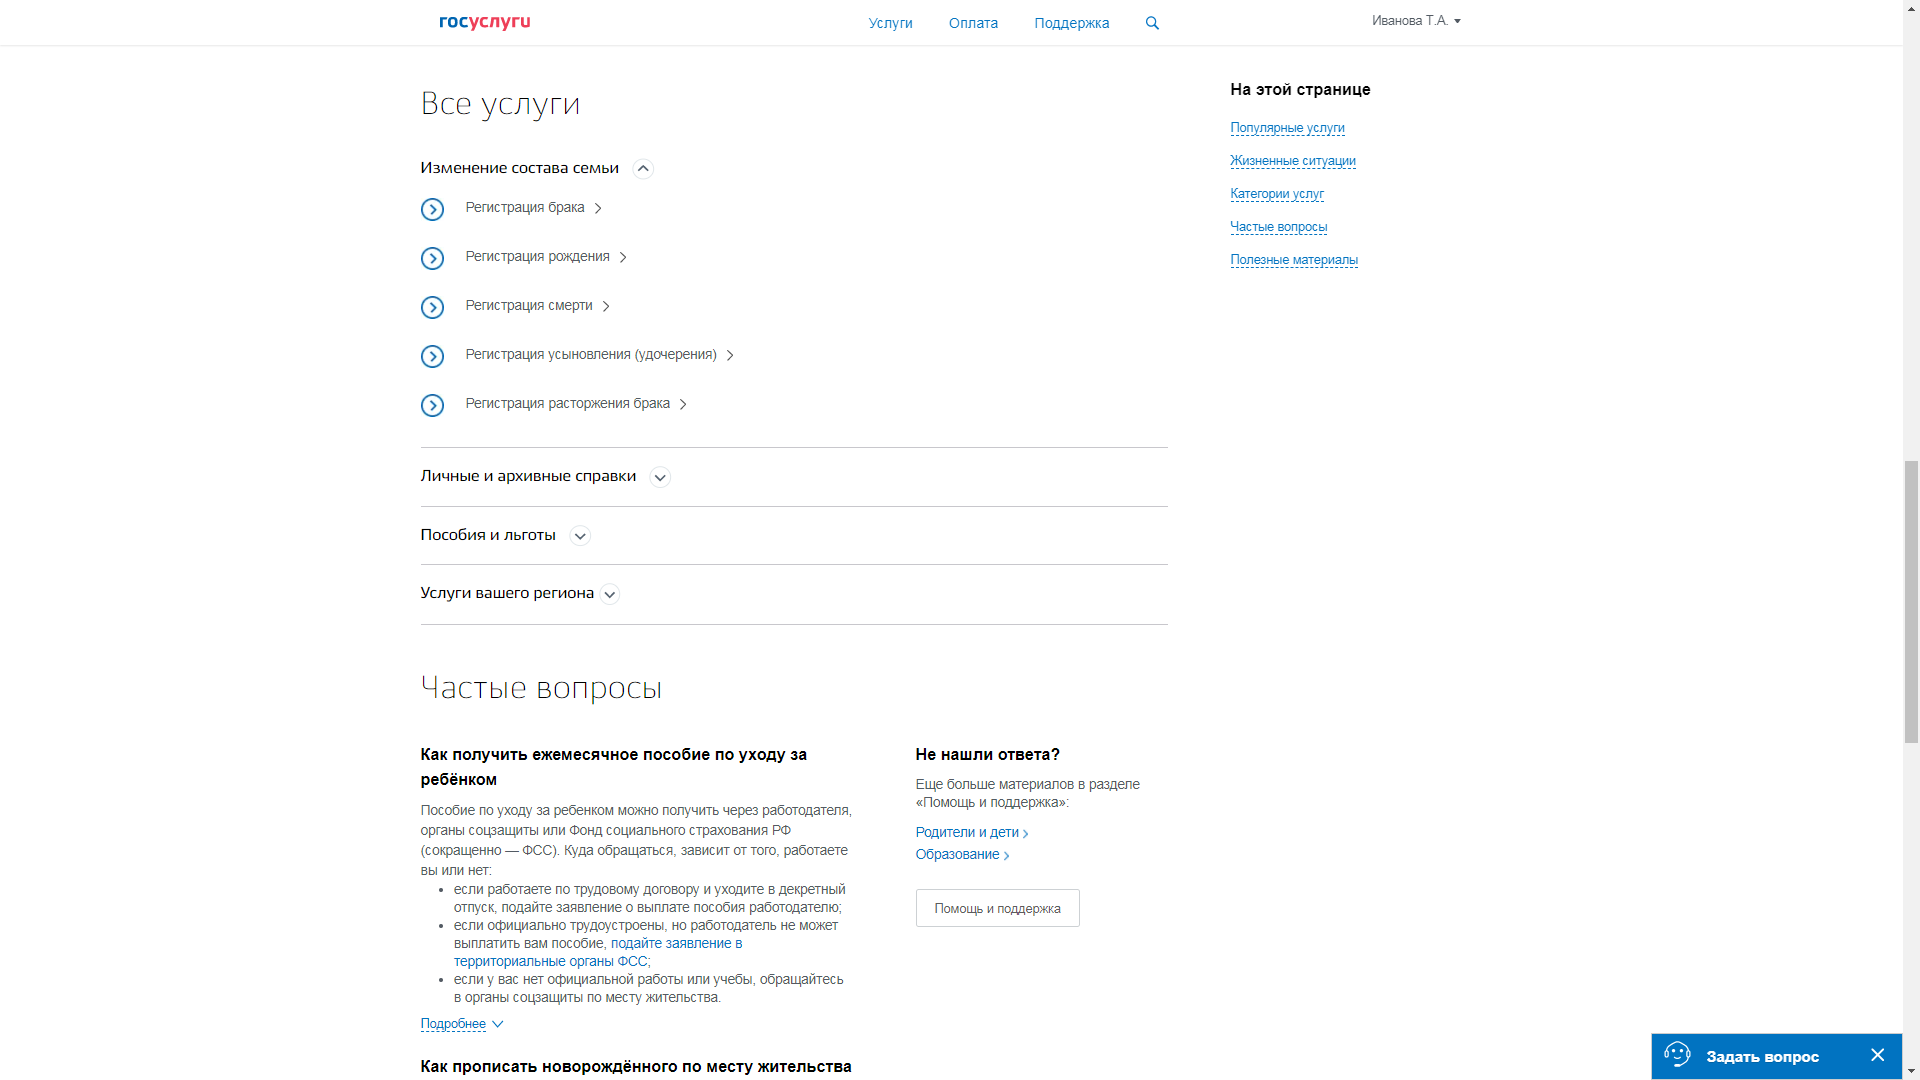 госуслуги
Услуги
Оплата
Поддержка
Иванова Т.А.
Все услуги
Изменение состава семьи
Регистрация брака
Регистрация рождения
Регистрация смерти
Регистрация усыновления (удочерения)
Регистрация расторжения брака
Личные и архивные справки
Пособия и льготы
Услуги вашего региона
На этой странице
Популярные услуги
Жизненные ситуации
Категории услуг
Частые вопросы
Полезные материалы
Частые вопросы
Как получить ежемесячное пособие по уходу за
ребёнком
Пособие по уходу за ребенком можно получить через работодателя,
органы соцзащиты или Фонд социального страхования РФ
(сокращенно — ФСС). Куда обращаться, зависит от того, работаете
вы или нет:
• если работаете по трудовому договору и уходите в декретный
отпуск, подайте заявление о выплате пособия работодателю;
• если официально трудоустроены, но работодатель не может
выплатить вам пособие, подайте заявление в
территориальные органы ФСС;
• если у вас нет официальной работы или учебы, обращайтесь
в органы соцзащиты по месту жительства.
Подробнее
Как прописать новорождённого по месту жительства
Не нашли ответа?
Еще больше материалов в разделе
«Помощь и поддержка»:
Родители и дети
Образование
Помощь и поддержка
Задать вопрос